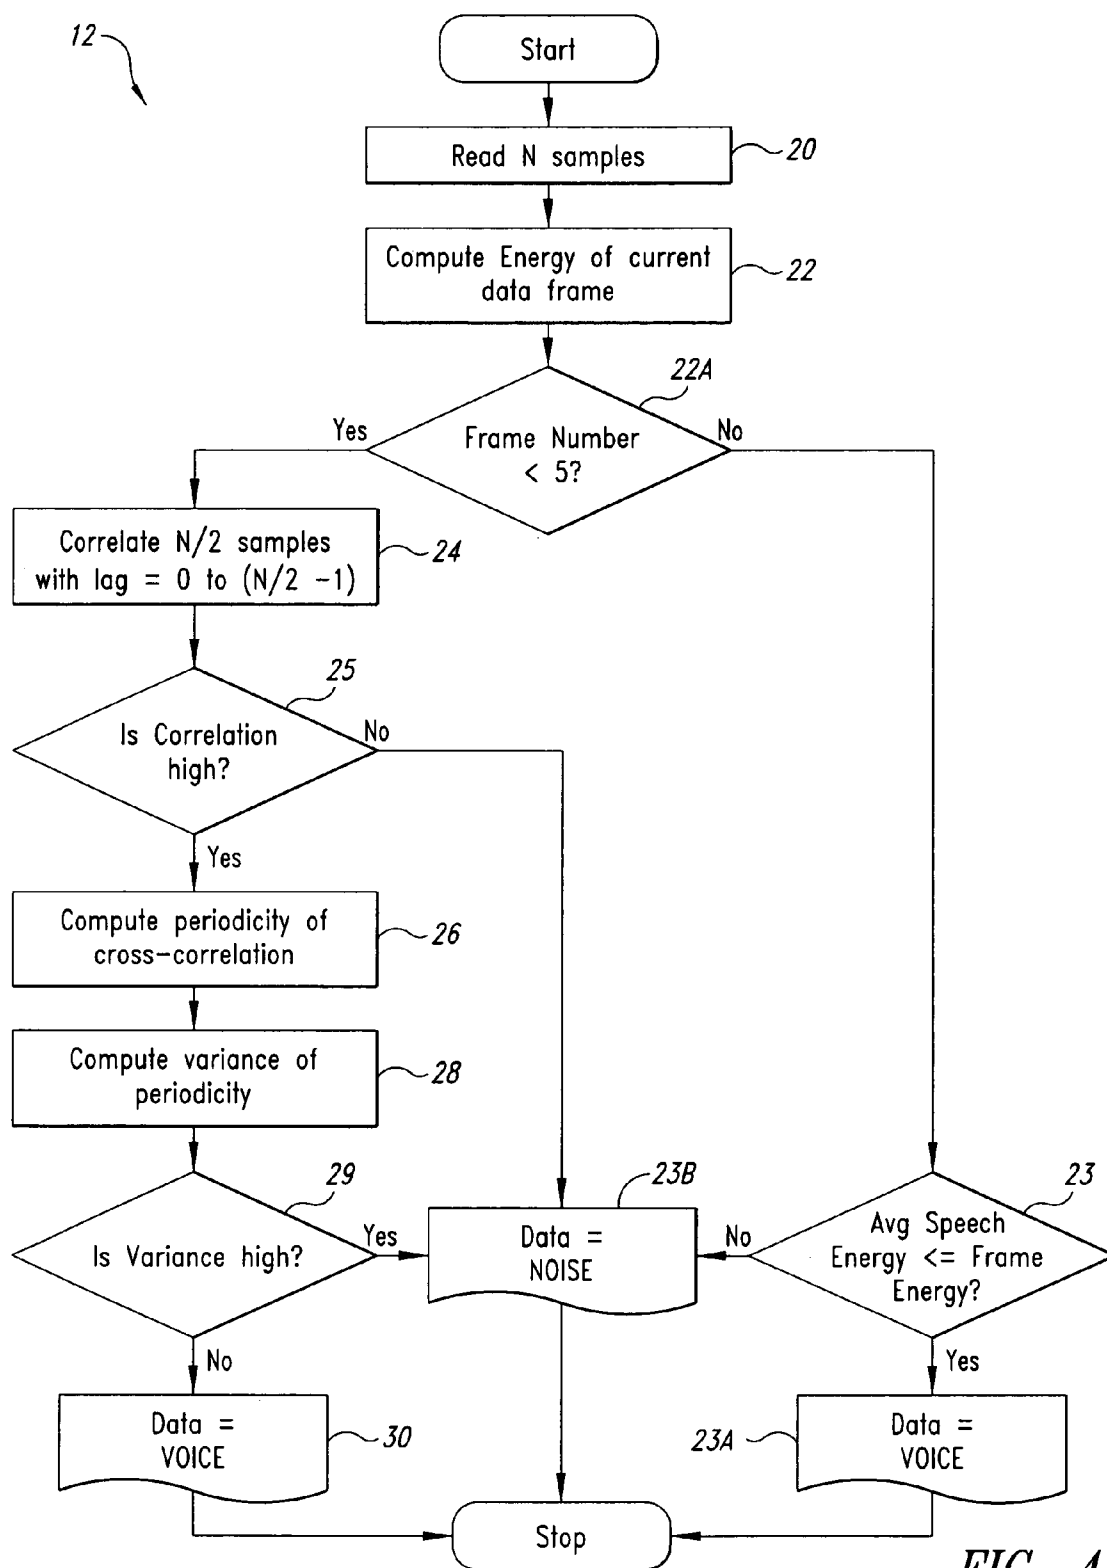 12
Start
Read N samples
20
Compute Energy of current
data frame
22
22A
Frame Number
< 5?
Yes
No
Correlate N/2 samples
with lag = 0 to (N/2 -1)
24
25
Is Correlation
high?
No
Yes
Compute periodicity of
cross-correlation
26
Compute variance of
periodicity
28
29
Is Variance high?
Yes
No
23B
Data =
NOISE
23
Avg Speech
Energy <= Frame
Energy?
No
Yes
Data =
VOICE
30
23A
Data =
VOICE
Stop
FIG. 4